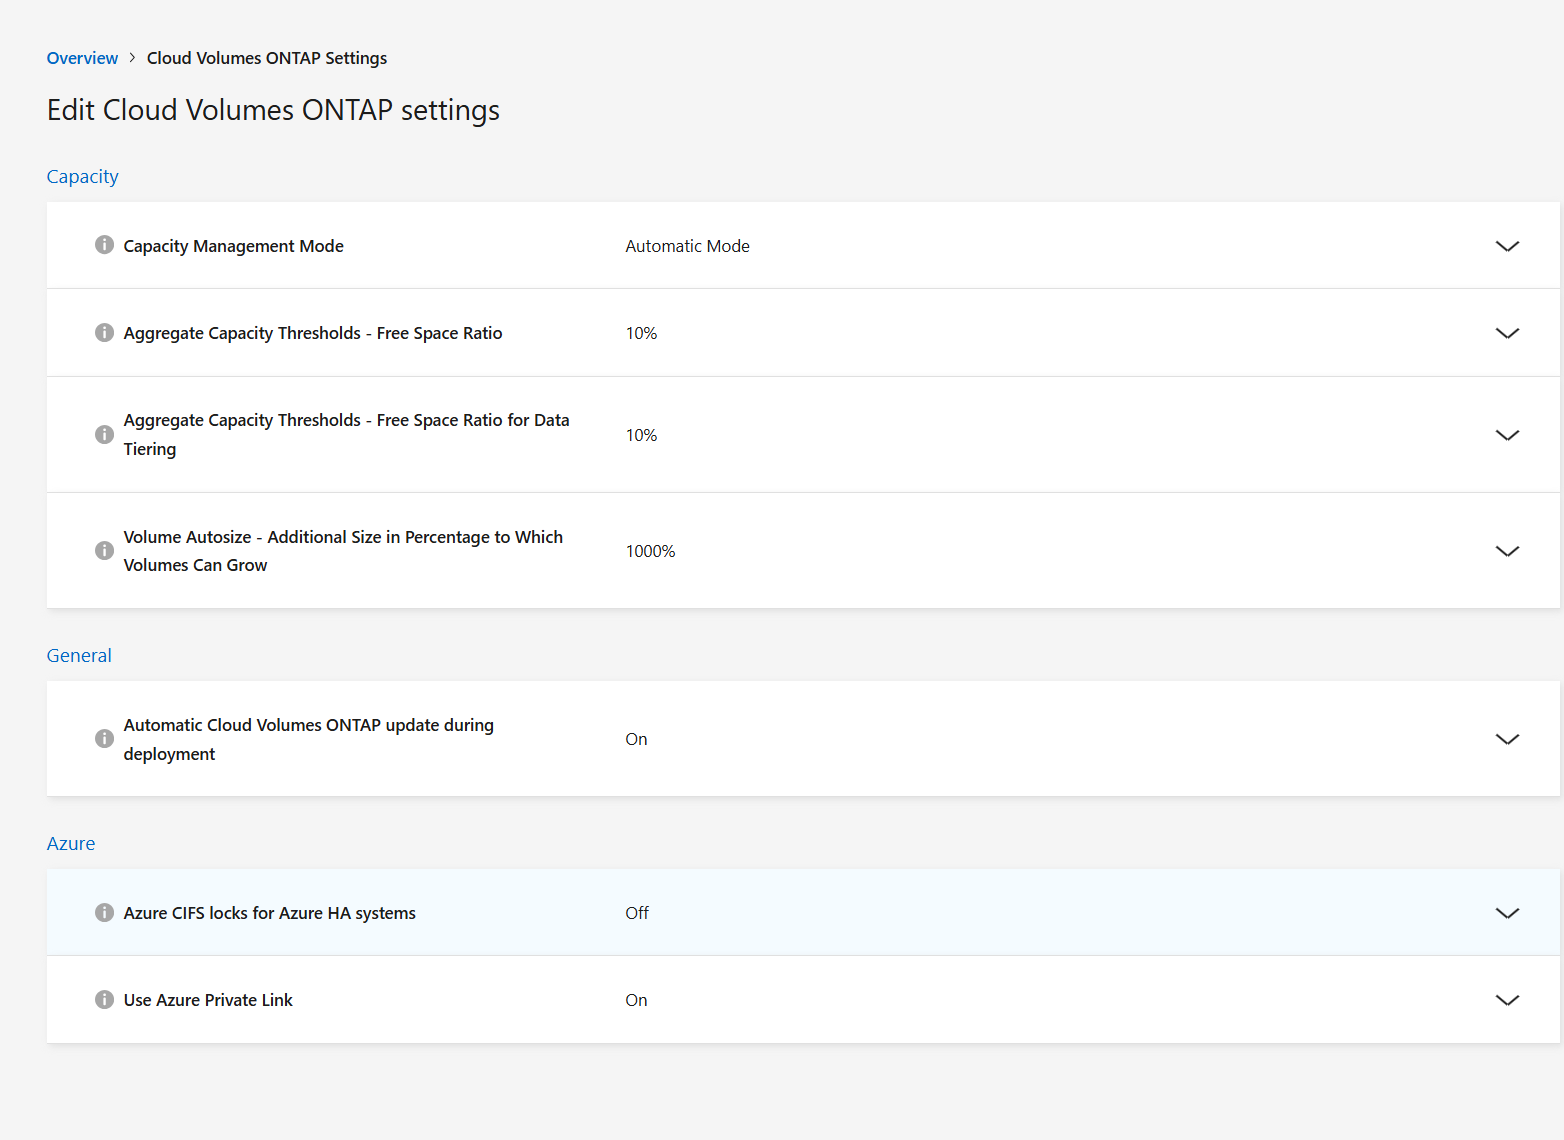 Overview > Cloud Volumes ONTAP Settings
Edit Cloud Volumes ONTAP settings
Capacity
Capacity Management Mode Automatic Mode
Aggregate Capacity Thresholds - Free Space Ratio 10%
Aggregate Capacity Thresholds - Free Space Ratio for Data
Tiering
10%
Volume Autosize - Additional Size in Percentage to Which
Volumes Can Grow
1000%
General
Automatic Cloud Volumes ONTAP update during
deployment
On
Azure
Azure CIFS locks for Azure HA systems Off
Use Azure Private Link On